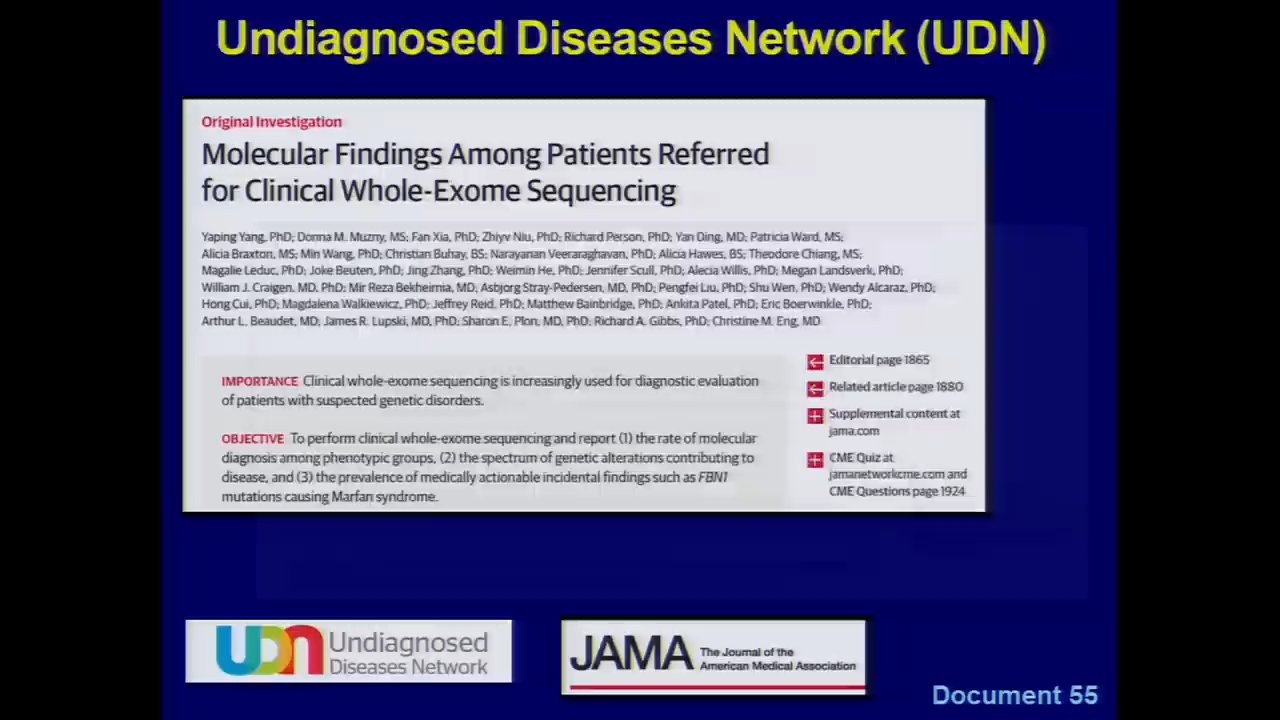 Undiagnosed Diseases Network (UDN)
Original Investigation
Molecular Findings Among Patients Referred
for Clinical Whole-Exome Sequencing
Yaping Yang, PhD; Donna M. Muzny, MS; Fan Xia, PhD; Zhiyv Niu, PhD; Richard Person, PhD; Yan Ding, MD; Patricia Ward, MS;
Alicia Braxton, MS; Min Wang, PhD; Christian Buhay, BS; Narayanan Veeraraghavan, PhD; Alicia Hawes, BS; Theodore Chiang, MS;
Magalie Leduc, PhD; Joke Beuten, PhD; Jing Zhang, PhD; Weimin He, PhD; Jennifer Scull, PhD; Alecia Willis, PhD; Megan Landsverk, PhD;
William J. Craigen, MD, PhD; Mir Reza Bekheirnia, MD; Asbjorg Stray-Pedersen, MD, PhD; Pengfei Liu, PhD; Shu Wen, PhD; Wendy Alcaraz, PhD;
Hong Cui, PhD; Magdalena Walkiewicz, PhD; Jeffrey Reid, PhD; Matthew Bainbridge, PhD; Ankita Patel, PhD; Eric Boerwinkle, PhD;
Arthur L. Beaudet, MD; James R. Lupski, MD, PhD; Sharon E. Plon, MD, PhD; Richard A. Gibbs, PhD; Christine M. Eng, MD
IMPORTANCE Clinical whole-exome sequencing is increasingly used for diagnostic evaluation
of patients with suspected genetic disorders.
OBJECTIVE To perform clinical whole-exome sequencing and report (1) the rate of molecular
diagnosis among phenotypic groups, (2) the spectrum of genetic alterations contributing to
disease, and (3) the prevalence of medically actionable incidental findings such as FBN1
mutations causing Marfan syndrome.
Editorial page 1865
Related article page 1880
Supplemental content at
jama.com
CME Quiz at
jamanetworkcme.com and
CME Questions page 1924
UDN Undiagnosed
Diseases Network
JAMA The Journal of the
American Medical Association
Document 55